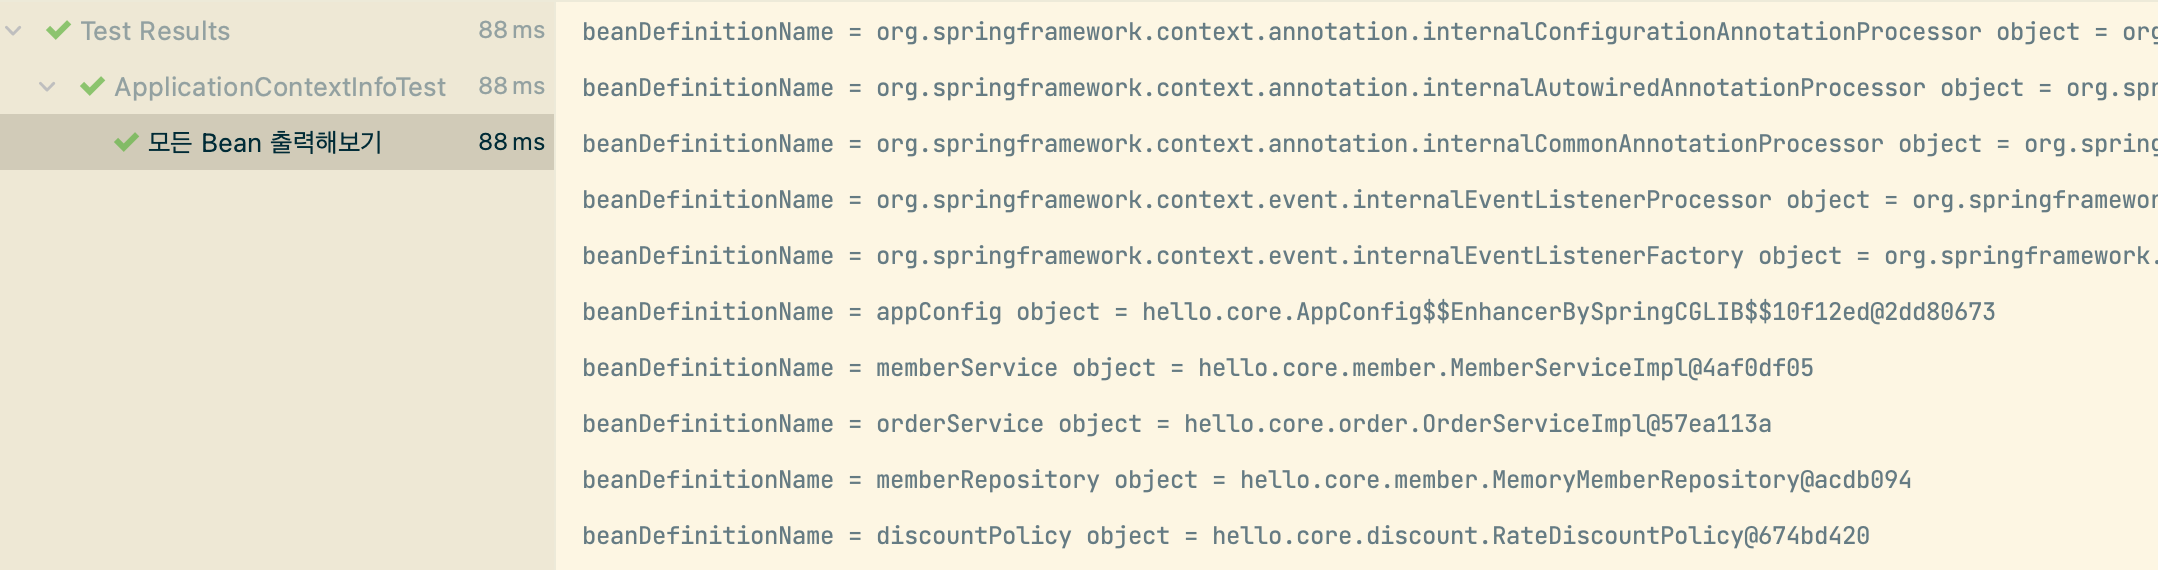 Test Results 88 ms
ApplicationContextInfoTest 88 ms
모든 Bean 출력해보기 88 ms
beanDefinitionName = org.springframework.context.annotation.internalConfigurationAnnotationProcessor object = org
beanDefinitionName = org.springframework.context.annotation.internalAutowiredAnnotationProcessor object = org.spr
beanDefinitionName = org.springframework.context.annotation.internalCommonAnnotationProcessor object = org.spring
beanDefinitionName = org.springframework.context.event.internalEventListenerProcessor object = org.springframewor
beanDefinitionName = org.springframework.context.event.internalEventListenerFactory object = org.springframework.
beanDefinitionName = appConfig object = hello.core.AppConfig$$EnhancerBySpringCGLIB$$10f12ed@2dd80673
beanDefinitionName = memberService object = hello.core.member.MemberServiceImpl@4af0df05
beanDefinitionName = orderService object = hello.core.order.OrderServiceImpl@57ea113a
beanDefinitionName = memberRepository object = hello.core.member.MemoryMemberRepository@acdb094
beanDefinitionName = discountPolicy object = hello.core.discount.RateDiscountPolicy@674bd420